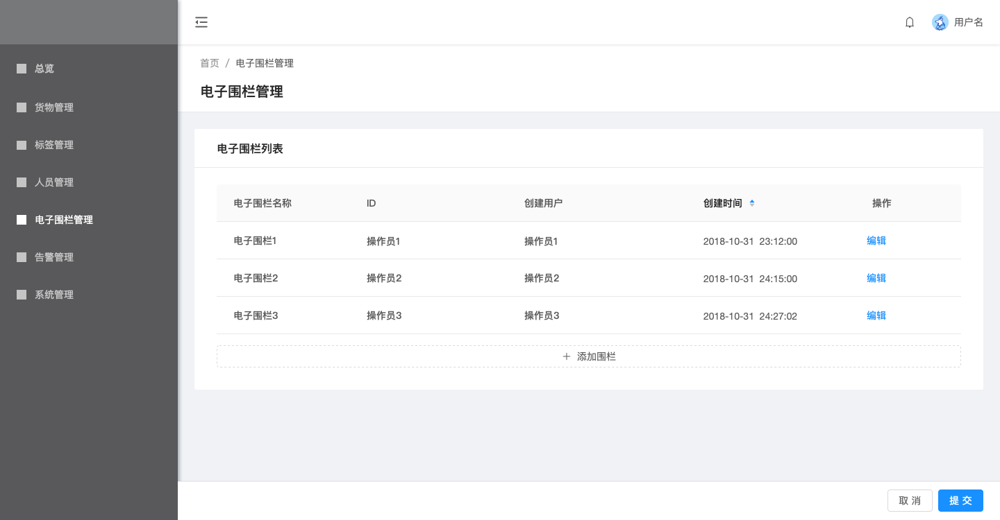 用户名
总览
货物管理
标签管理
人员管理
电子围栏管理
告警管理
系统管理
首页 / 电子围栏管理
电子围栏管理
电子围栏列表
电子围栏名称 ID 创建用户 创建时间 操作
电子围栏1 操作员1 操作员1 2018-10-31 23:12:00 编辑
电子围栏2 操作员2 操作员2 2018-10-31 24:15:00 编辑
电子围栏3 操作员3 操作员3 2018-10-31 24:27:02 编辑
+ 添加围栏
取 消 提 交